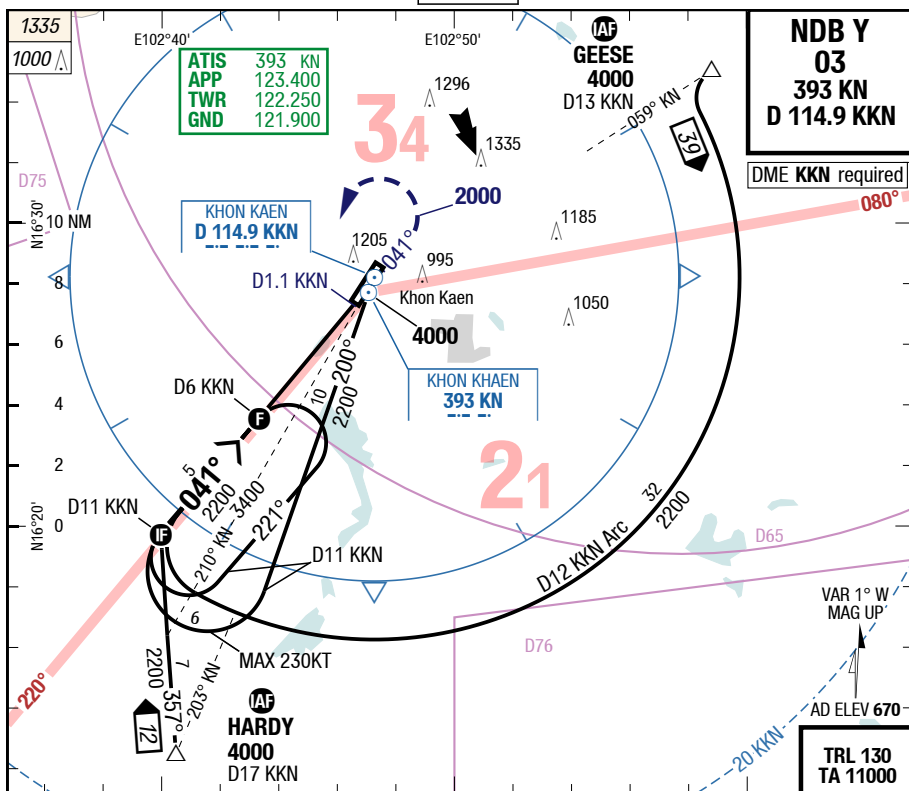 1335
1000
E102°40'
E102°50'
ATIS 393 KN
APP 123.400
TWR 122.250
GND 121.900
IAF
GEESE
4000
D13 KKN
NDB Y
03
393 KN
D 114.9 KKN
DME KKN required
1296
34
1335
059° KN
39
D75
N16°30'
10 NM
KHON KAEN
D 114.9 KKN
2000
080°
1185
1205
041°
995
D1.1 KKN
Khon Kaen
8
4000
1050
6
200°
2200
10
KHON KHAEN
393 KN
D6 KKN
F
4
21
2
5
041°
2200
3400
210° KN
221°
D11 KKN
IF
N16°20'
0
D11 KKN
32
2200
D12 KKN Arc
D65
6
MAX 230KT
D76
VAR 1° W
MAG UP
220°
7
2200
357°
203° KN
12
IAF
HARDY
4000
D17 KKN
AD ELEV 670
20 KKN
TRL 130
TA 11000